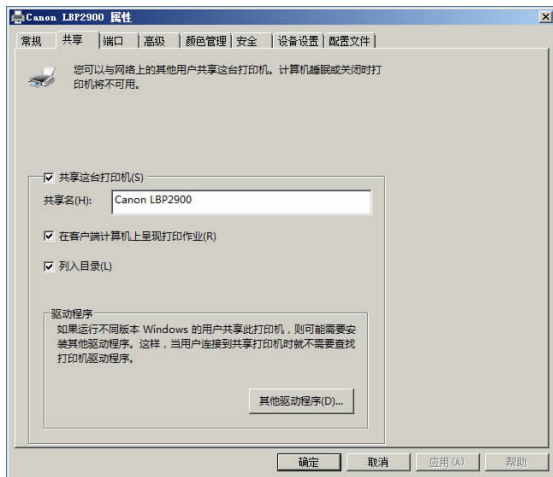 Canon LBP2900 属性
常规 共享 端口 高级 颜色管理 安全 设备设置 配置文件
您可以与网络上的其他用户共享这台打印机。计算机睡眠或关闭时打
印机将不可用。
共享这台打印机(S)
共享名(H): Canon LBP2900
在客户端计算机上呈现打印作业(R)
列入目录(L)
驱动程序
如果运行不同版本 Windows 的用户共享此打印机，则可能需要安
装其他驱动程序。这样，当用户连接到共享打印机时就不需要查找
打印机驱动程序。
其他驱动程序(D)...
确定 取消 应用(A) 帮助